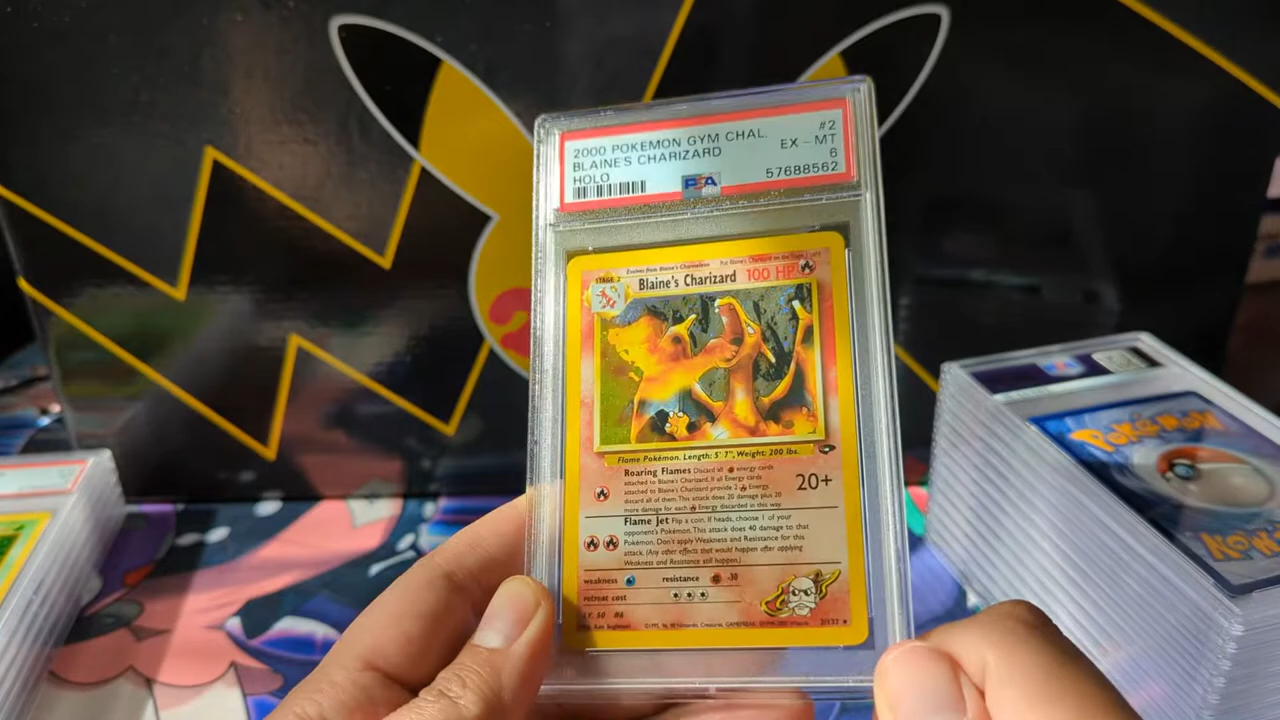 2000 POKEMON GYM CHAL. #2
BLAINE'S CHARIZARD EX - MT
HOLO 6
57688562
PSA
Evolves from Blaine's Charmeleon Put Blaine's Charizard on the Stage 1 card
STAGE 2
Blaine's Charizard 100 HP
Flame Pokémon. Length: 5' 7", Weight: 200 lbs.
Roaring Flames Discard all energy cards
attached to Blaine's Charizard. If all Energy cards
attached to Blaine's Charizard provide 2 Energy,
discard all of them. This attack does 20 damage plus 20
more damage for each Energy discarded in this way.
20+
Flame Jet Flip a coin. If heads, choose 1 of your
opponent's Pokémon. This attack does 40 damage to that
Pokémon. Don't apply Weakness and Resistance for this
attack. (Any other effects that would happen after applying
Weakness and Resistance still happen.)
weakness resistance -30
retreat cost
LV. 50 #6
2/132
POKéMON